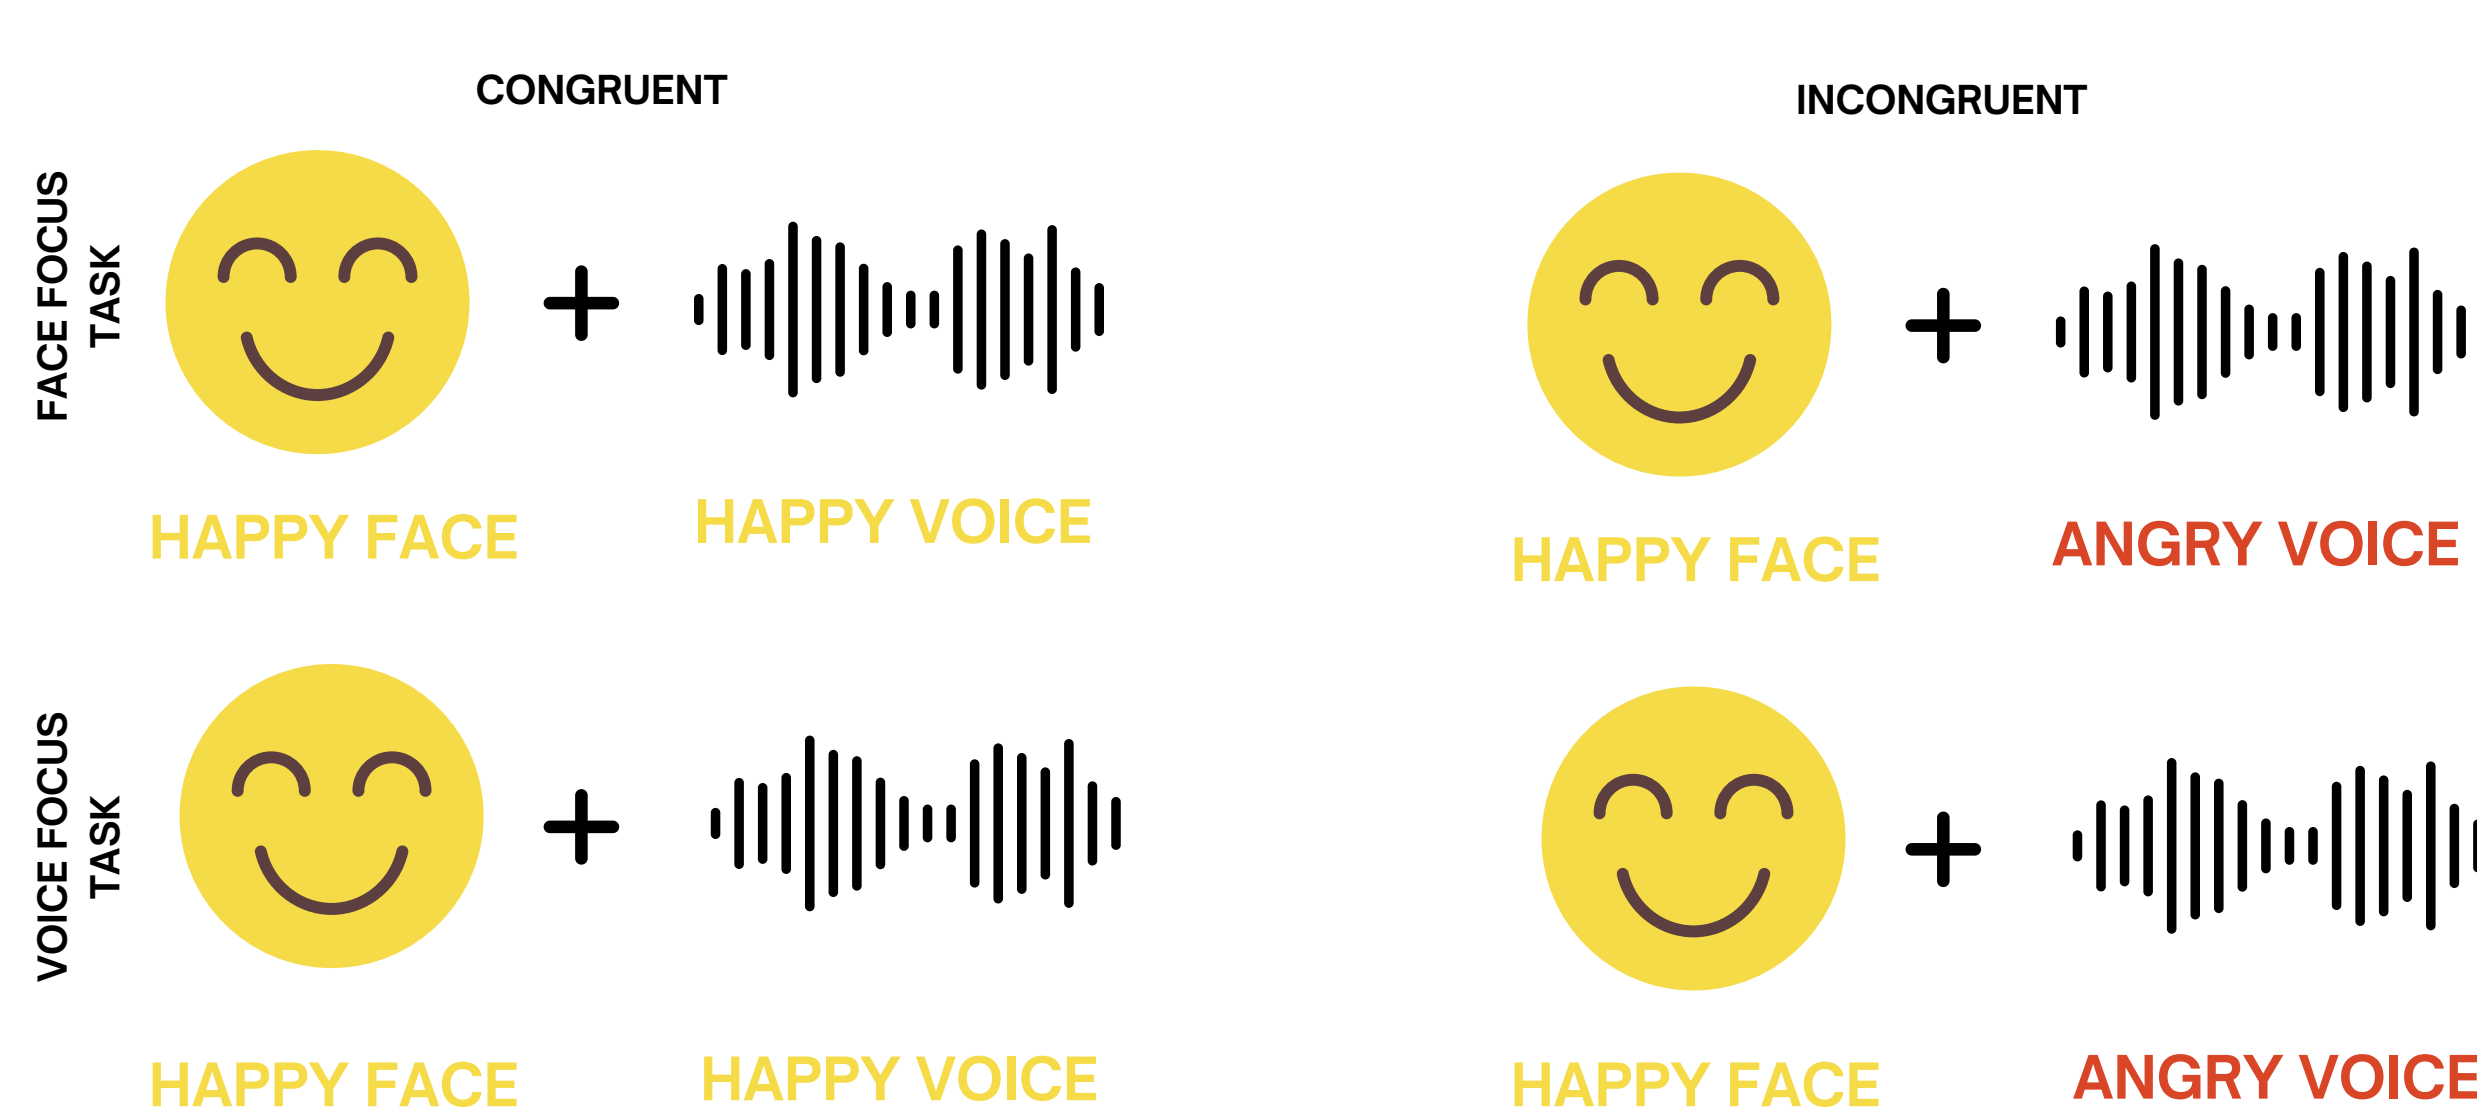 CONGRUENT
INCONGRUENT
FACE FOCUS
TASK
HAPPY FACE
HAPPY VOICE
HAPPY FACE
ANGRY VOICE
VOICE FOCUS
TASK
HAPPY FACE
HAPPY VOICE
HAPPY FACE
ANGRY VOICE